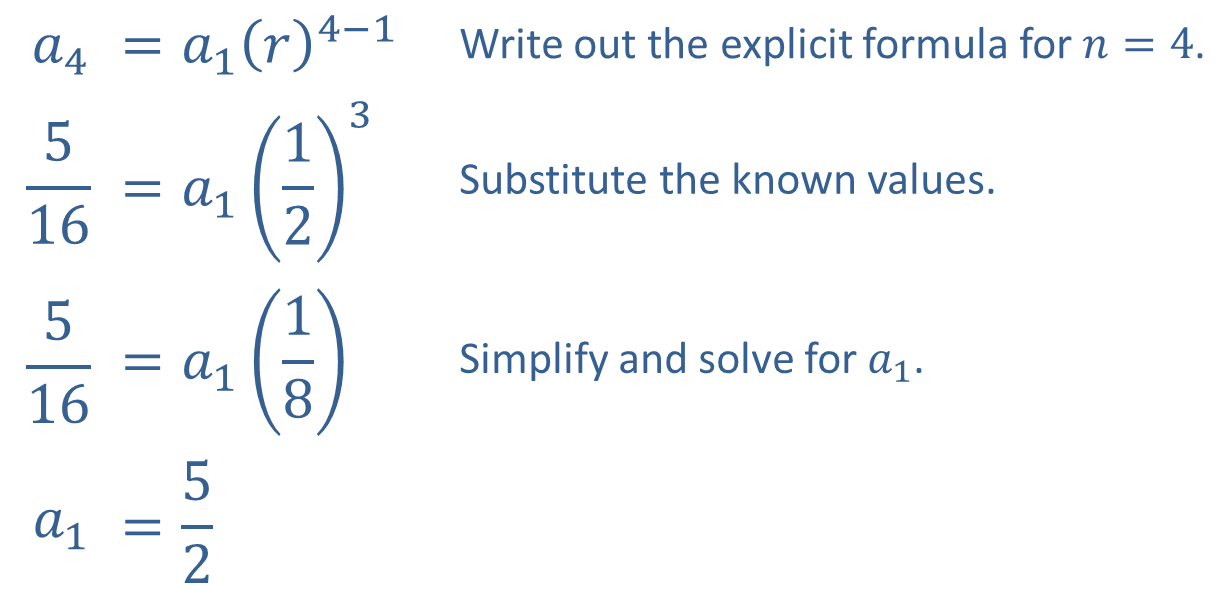 a₄ = a₁(r)⁴⁻¹ Write out the explicit formula for n = 4.
5/16 = a₁(1/2)³ Substitute the known values.
5/16 = a₁(1/8) Simplify and solve for a₁.
a₁ = 5/2